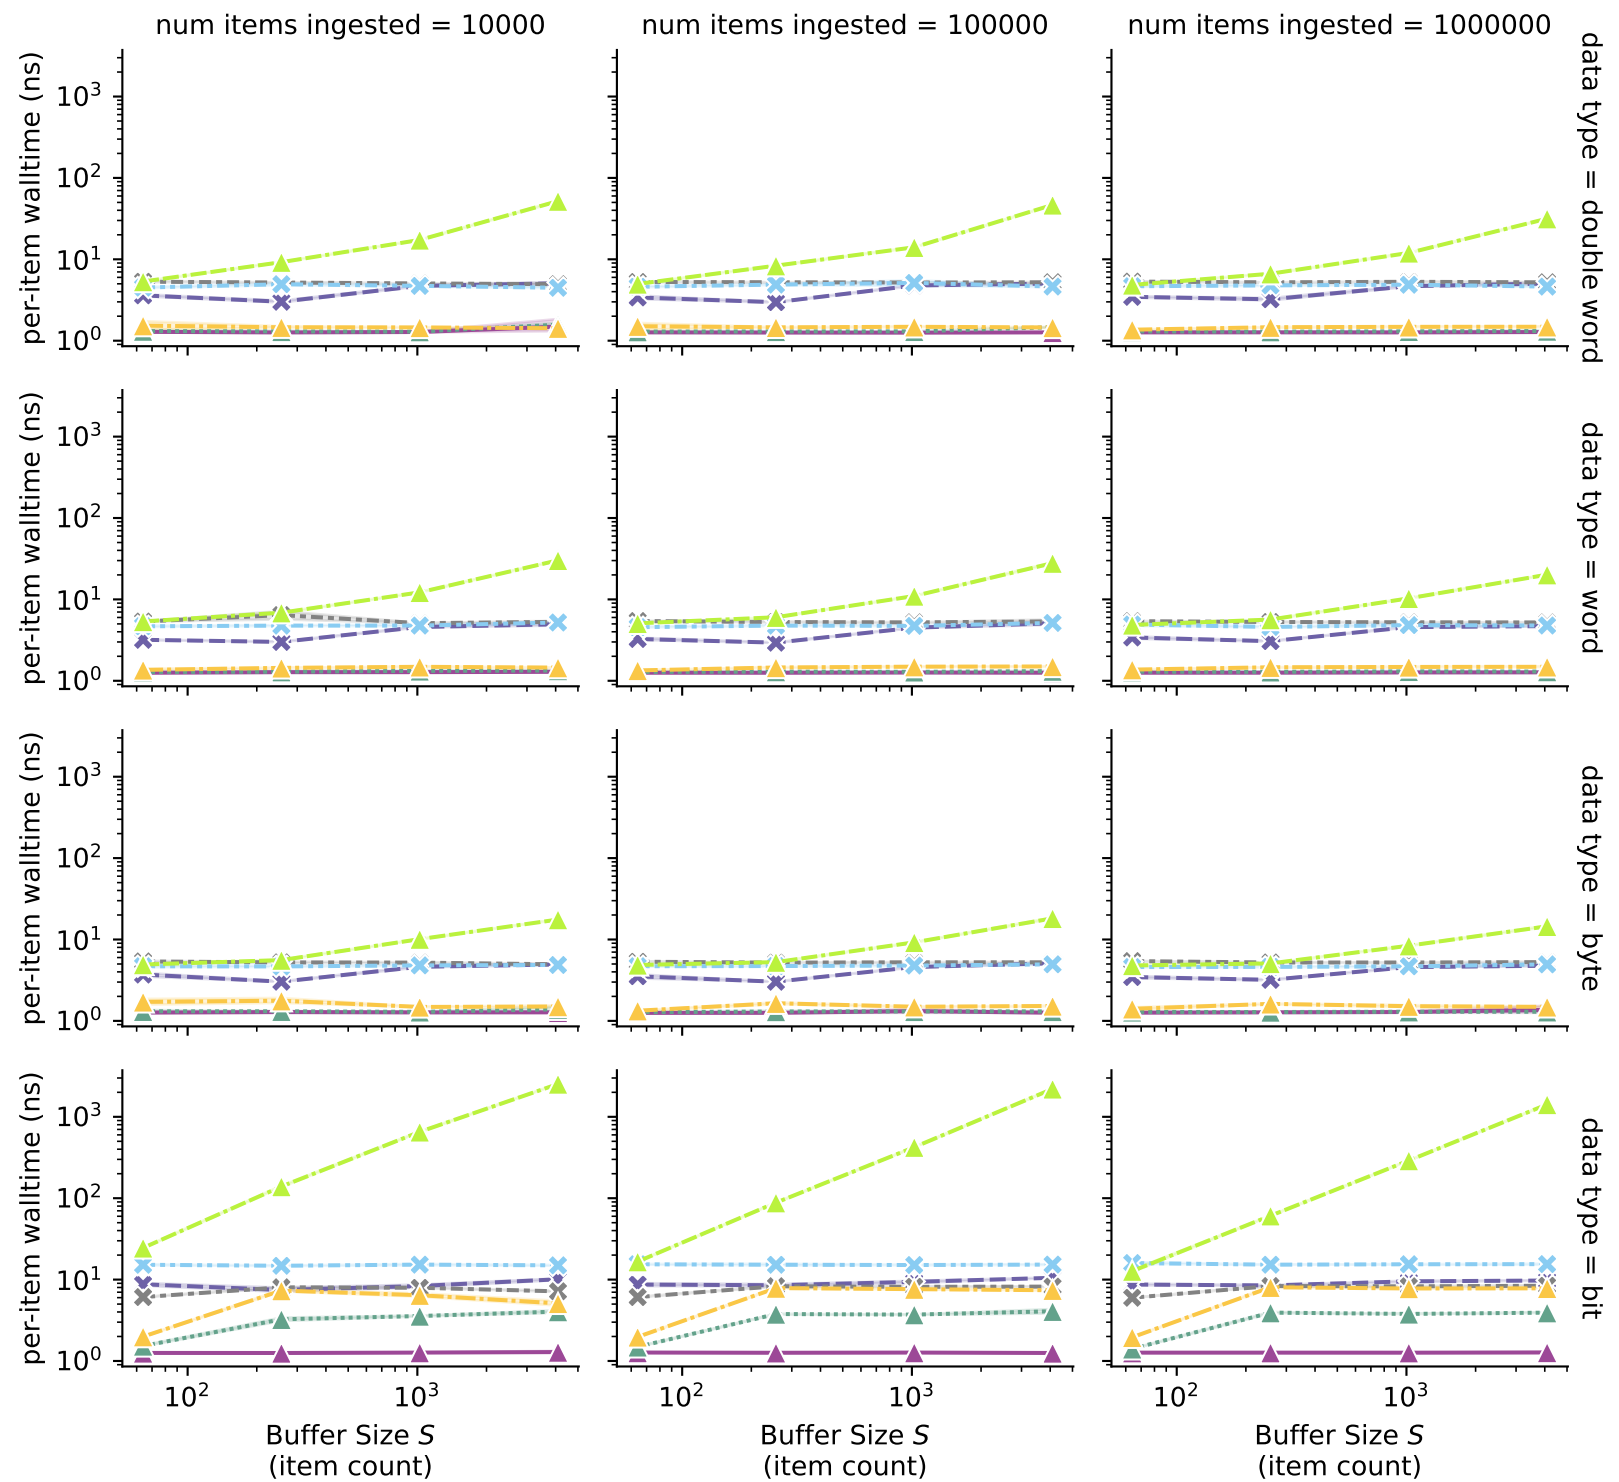 num items ingested = 10000
num items ingested = 100000
num items ingested = 1000000
per-item walltime (ns)
10³
10²
10¹
10⁰
data type = double word
per-item walltime (ns)
10³
10²
10¹
10⁰
data type = word
per-item walltime (ns)
10³
10²
10¹
10⁰
data type = byte
per-item walltime (ns)
10³
10²
10¹
10⁰
data type = bit
10² 10³
10² 10³
10² 10³
Buffer Size S
(item count)
Buffer Size S
(item count)
Buffer Size S
(item count)